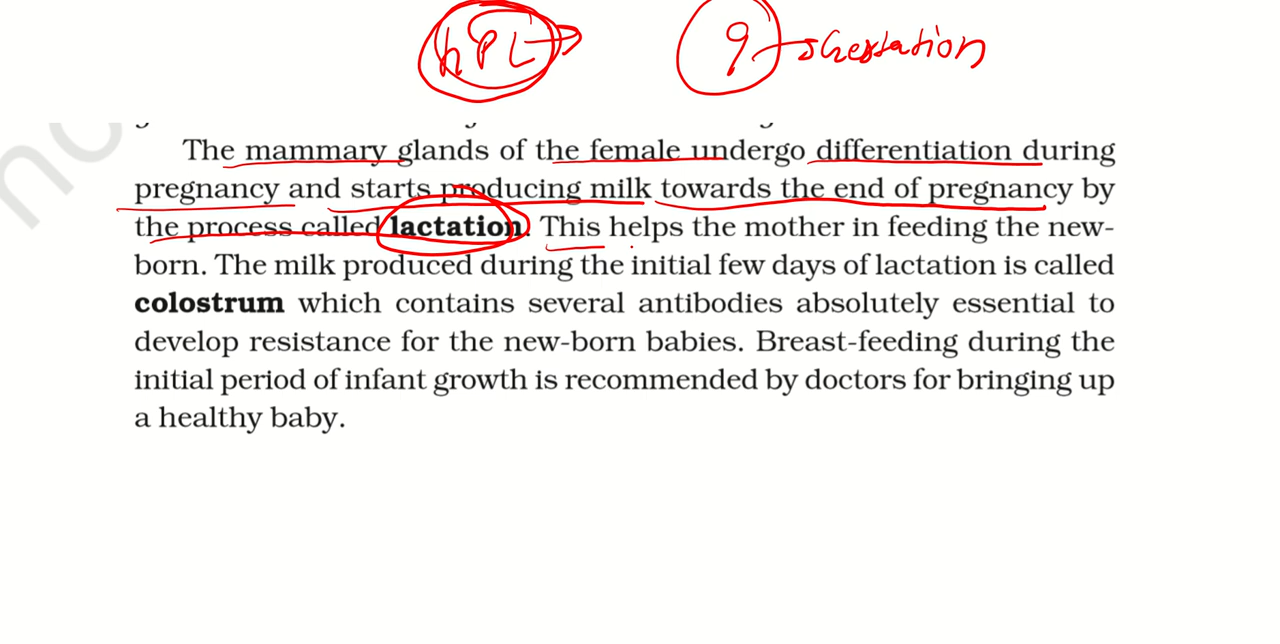 hPL → 9 → Gestation
The mammary glands of the female undergo differentiation during
pregnancy and starts producing milk towards the end of pregnancy by
the process called lactation. This helps the mother in feeding the new-
born. The milk produced during the initial few days of lactation is called
colostrum which contains several antibodies absolutely essential to
develop resistance for the new-born babies. Breast-feeding during the
initial period of infant growth is recommended by doctors for bringing up
a healthy baby.